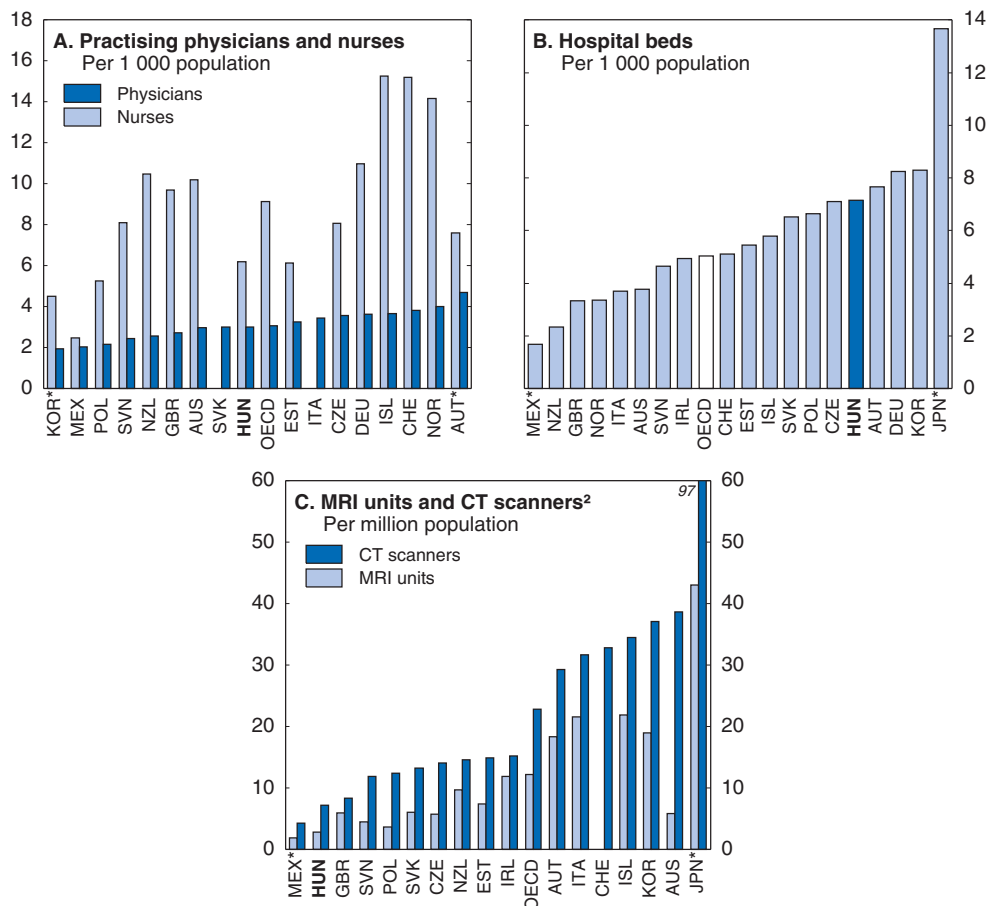 A. Practising physicians and nurses
Per 1 000 population
Physicians
Nurses
18
16
14
12
10
8
6
4
2
0
KOR* MEX POL SVN NZL GBR AUS SVK HUN OECD EST ITA CZE DEU ISL CHE NOR AUT*
B. Hospital beds
Per 1 000 population
14
12
10
8
6
4
2
0
MEX* NZL GBR NOR ITA AUS SVN IRL OECD CHE EST ISL SVK POL CZE HUN AUT DEU KOR JPN*
C. MRI units and CT scanners²
Per million population
CT scanners
MRI units
97
60
50
40
30
20
10
0
60
50
40
30
20
10
0
MEX* HUN GBR SVN POL SVK CZE NZL EST IRL OECD AUT ITA CHE ISL KOR AUS JPN*